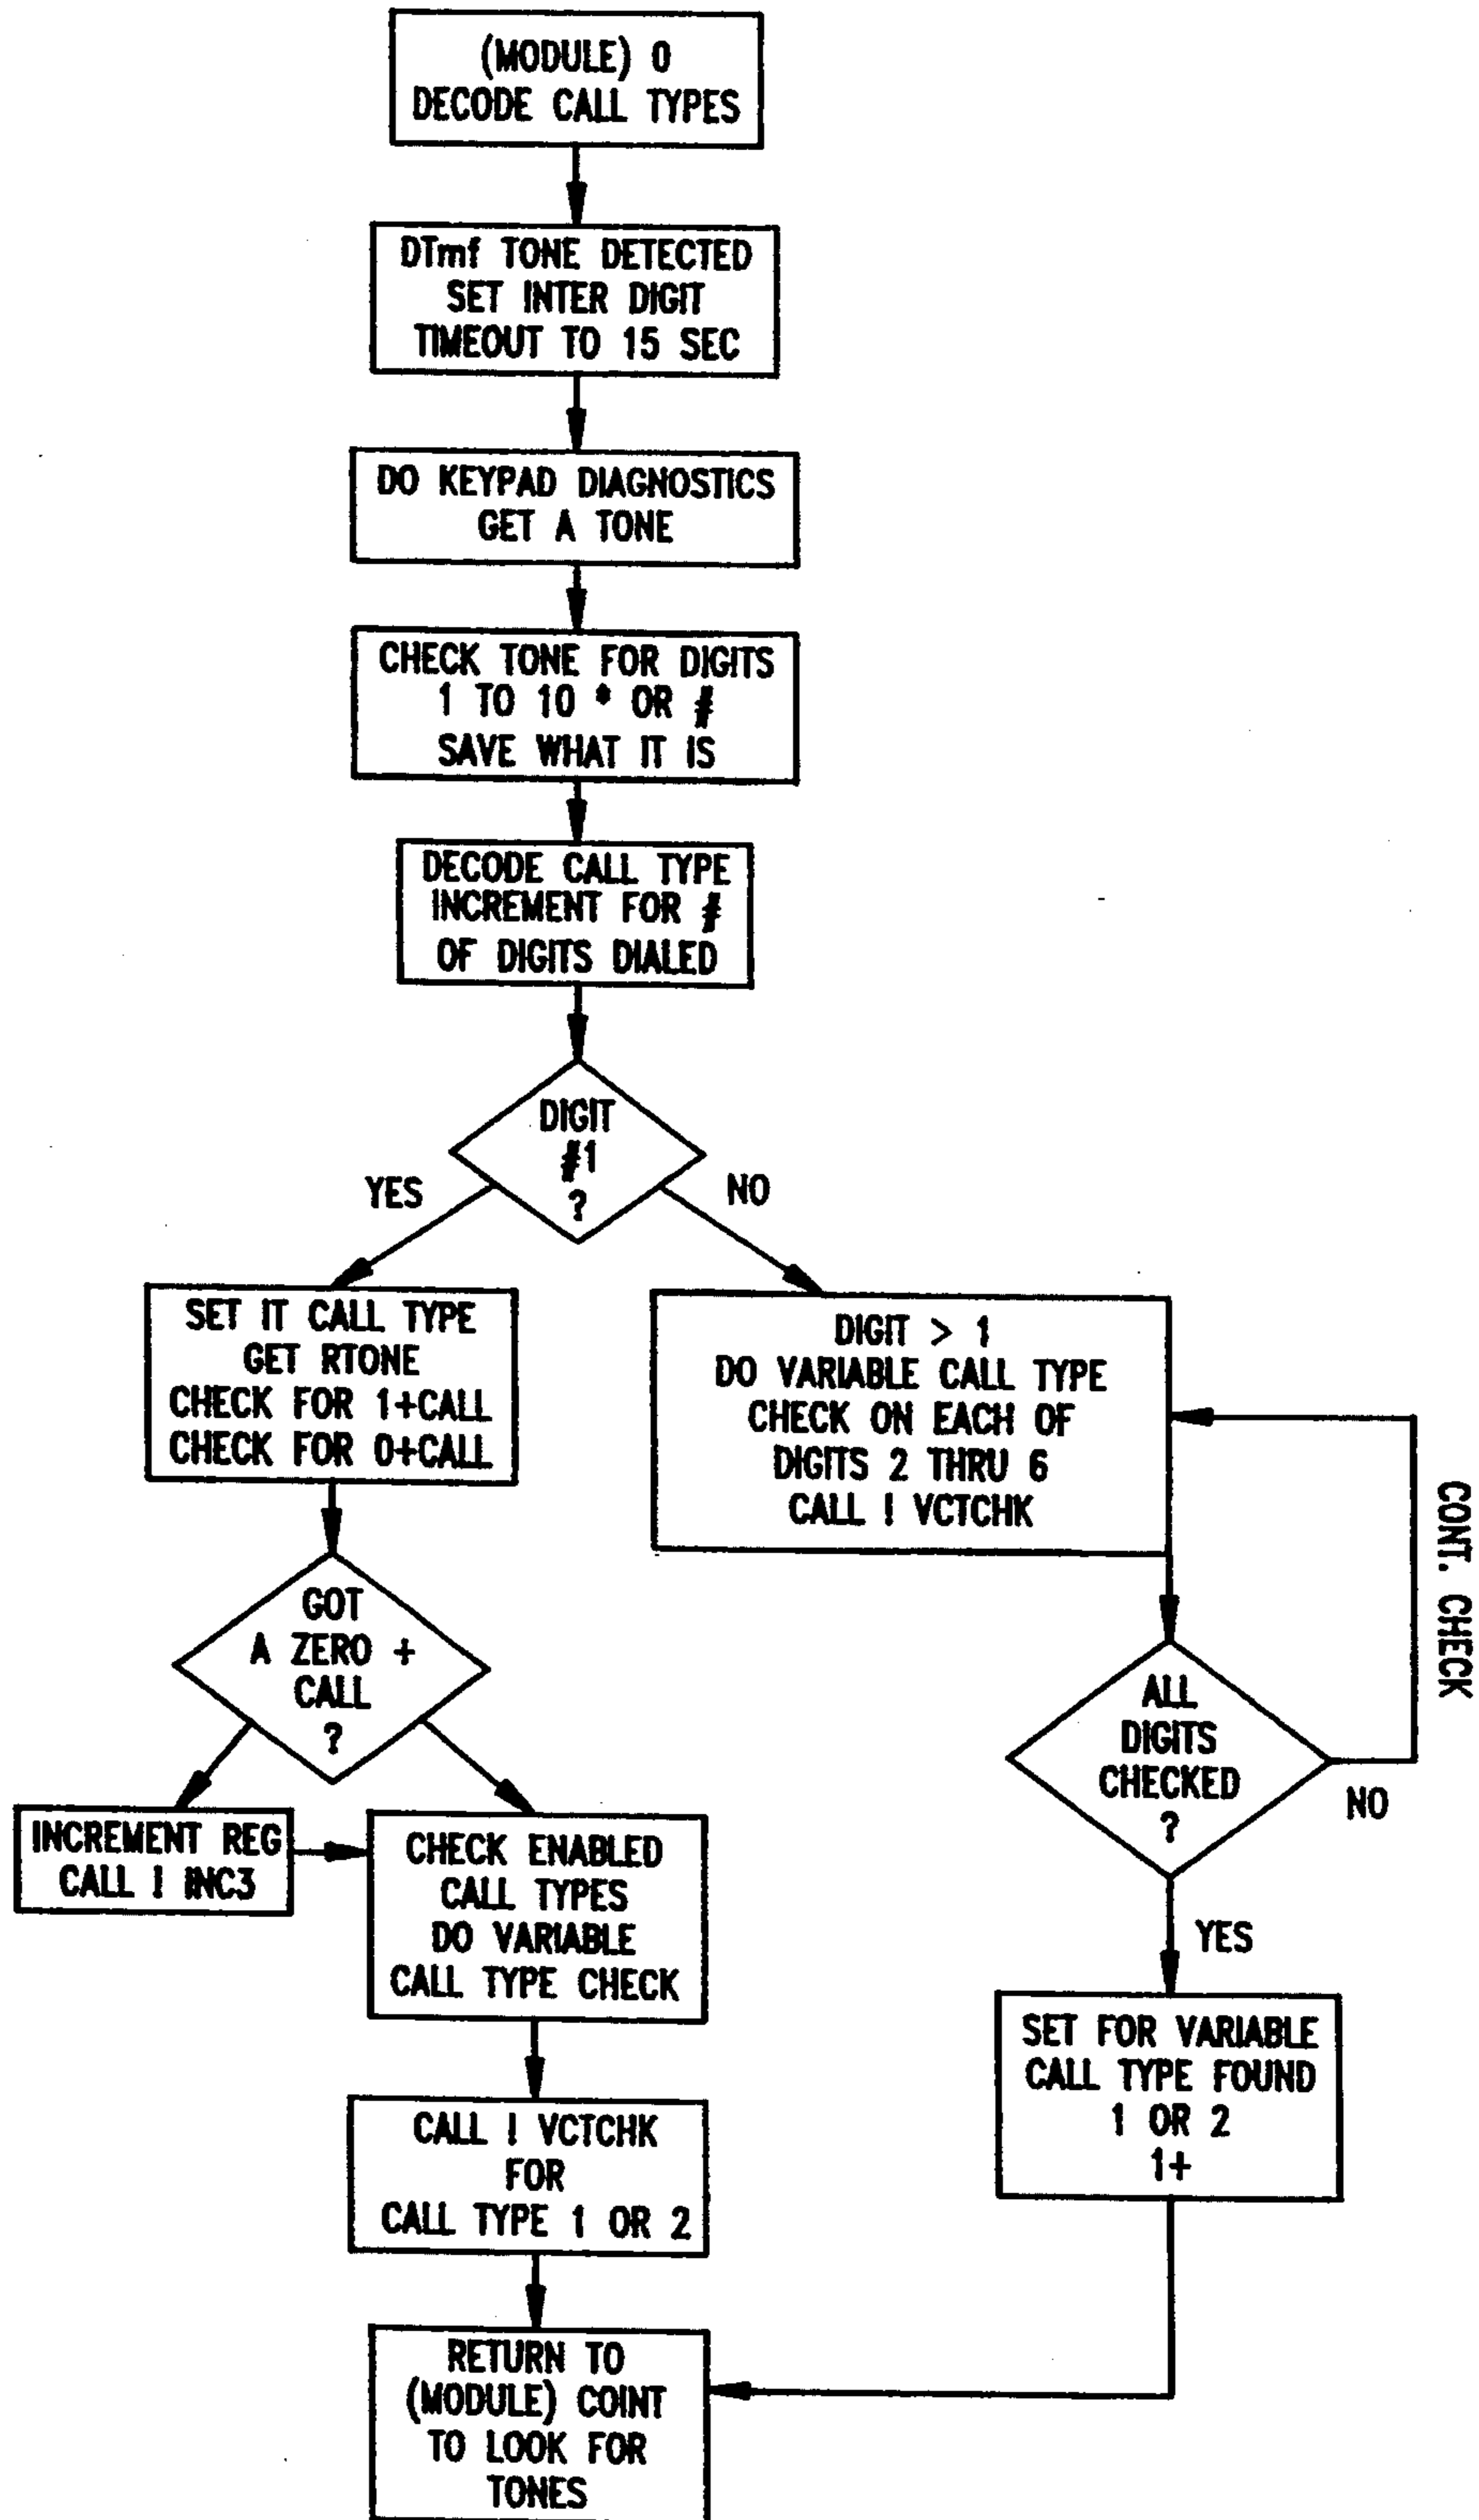 (MODULE) 0
DECODE CALL TYPES
DTmf TONE DETECTED
SET INTER DIGIT
TIMEOUT TO 15 SEC
DO KEYPAD DIAGNOSTICS
GET A TONE
CHECK TONE FOR DIGITS
1 TO 10 * OR #
SAVE WHAT IT IS
DECODE CALL TYPE
INCREMENT FOR #
OF DIGITS DIALED
DIGIT
#1
?
YES
NO
SET IT CALL TYPE
GET RTONE
CHECK FOR 1+CALL
CHECK FOR 0+CALL
DIGIT > 1
DO VARIABLE CALL TYPE
CHECK ON EACH OF
DIGITS 2 THRU 6
CALL ! VCTCHK
CONT. CHECK
GOT
A ZERO +
CALL
?
ALL
DIGITS
CHECKED
?
NO
YES
INCREMENT REG
CALL ! INC3
CHECK ENABLED
CALL TYPES
DO VARIABLE
CALL TYPE CHECK
SET FOR VARIABLE
CALL TYPE FOUND
1 OR 2
1+
CALL ! VCTCHK
FOR
CALL TYPE 1 OR 2
RETURN TO
(MODULE) COINT
TO LOOK FOR
TONES